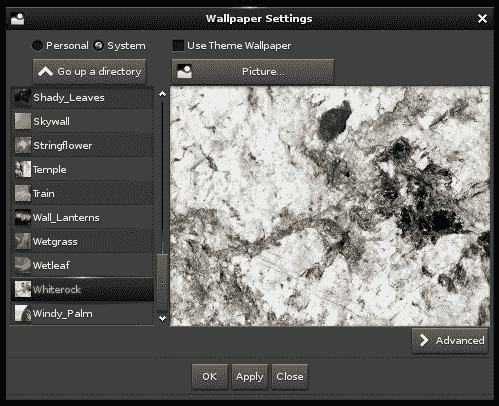 Wallpaper Settings
Personal System Use Theme Wallpaper
Go up a directory Picture...
Shady_Leaves
Skywall
Stringflower
Temple
Train
Wall_Lanterns
Wetgrass
Wetleaf
Whiterock
Windy_Palm
Advanced
OK Apply Close